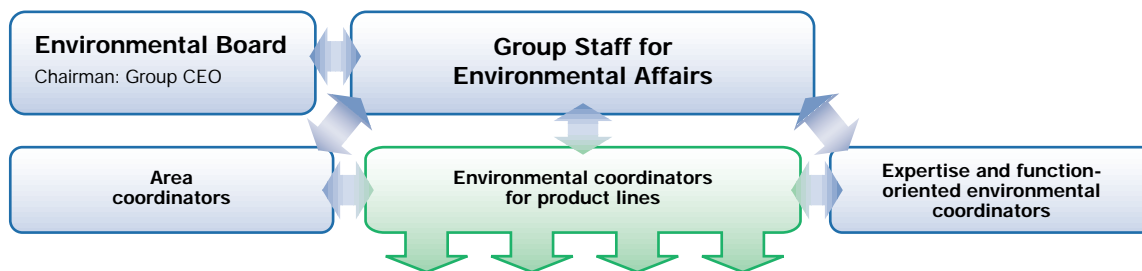 Environmental Board
Chairman: Group CEO
Group Staff for
Environmental Affairs
Area
coordinators
Environmental coordinators
for product lines
Expertise and function-
oriented environmental
coordinators